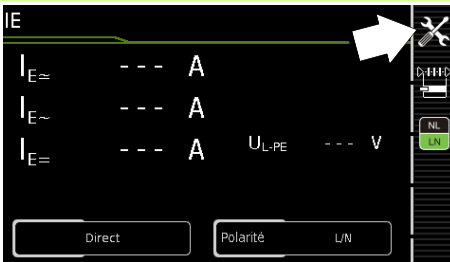 IE
IE≃ --- A
IE~ --- A
IE= --- A UL-PE --- V
NL
LN
Direct Polarité L/N